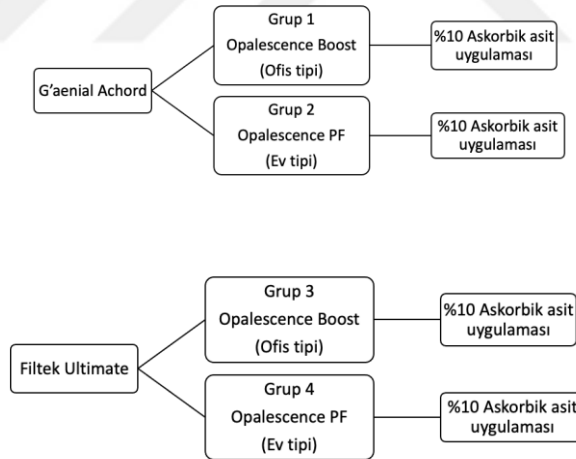 Grup 1
Opalescence Boost
(Ofis tipi)
%10 Askorbik asit
uygulaması
G'aenial Achord
Grup 2
Opalescence PF
(Ev tipi)
%10 Askorbik asit
uygulaması
Grup 3
Opalescence Boost
(Ofis tipi)
%10 Askorbik asit
uygulaması
Filtek Ultimate
Grup 4
Opalescence PF
(Ev tipi)
%10 Askorbik asit
uygulaması